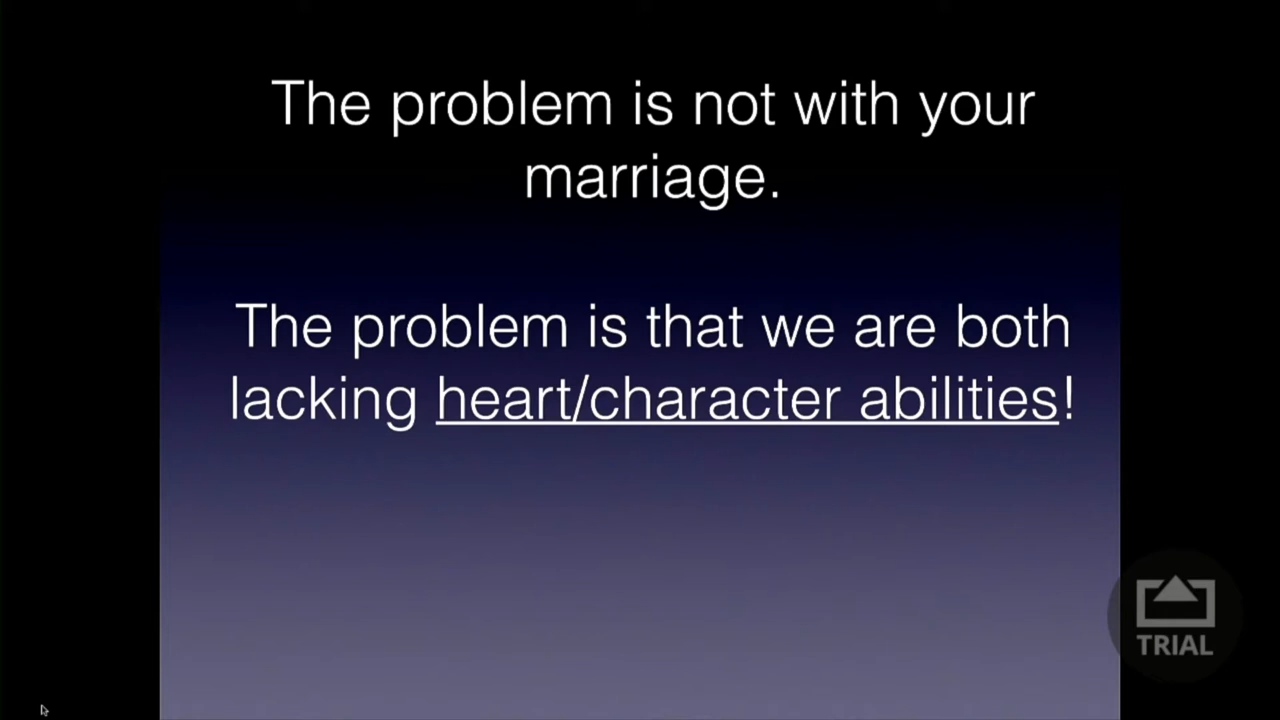 The problem is not with your
marriage.
The problem is that we are both
lacking heart/character abilities!
TRIAL